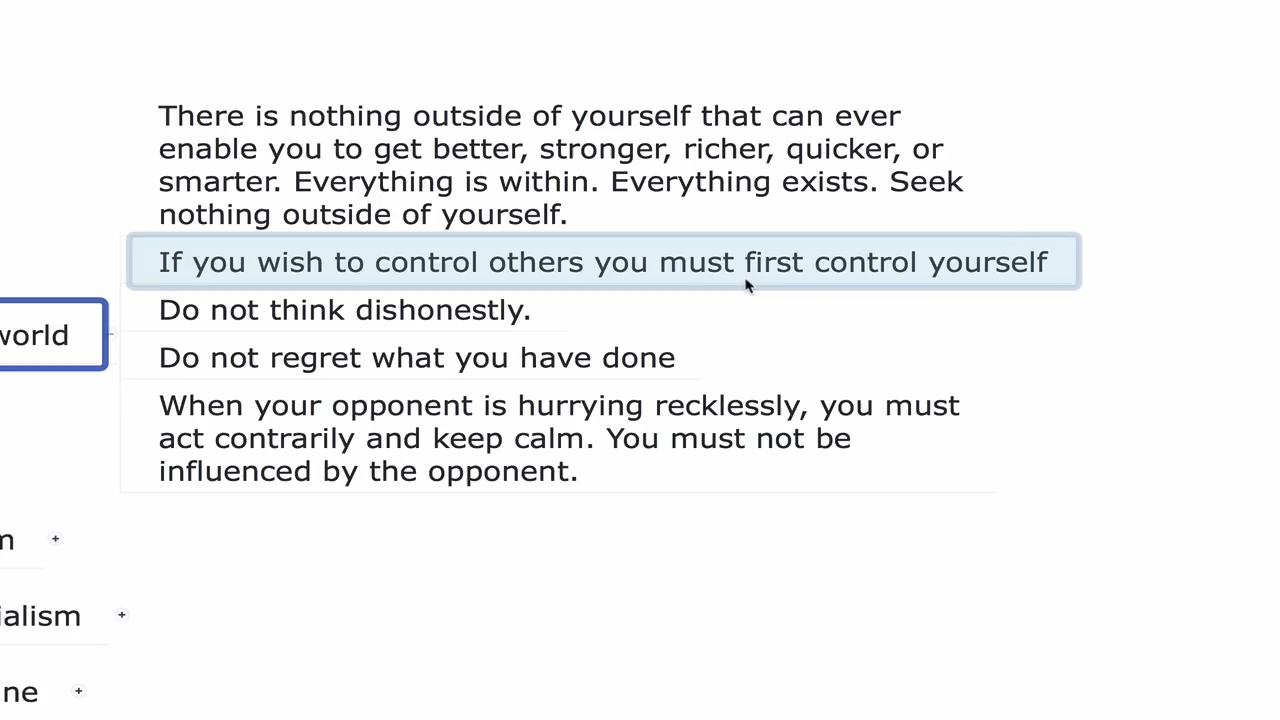 There is nothing outside of yourself that can ever
enable you to get better, stronger, richer, quicker, or
smarter. Everything is within. Everything exists. Seek
nothing outside of yourself.
If you wish to control others you must first control yourself
Do not think dishonestly.
world
Do not regret what you have done
When your opponent is hurrying recklessly, you must
act contrarily and keep calm. You must not be
influenced by the opponent.
m
ialism
ne